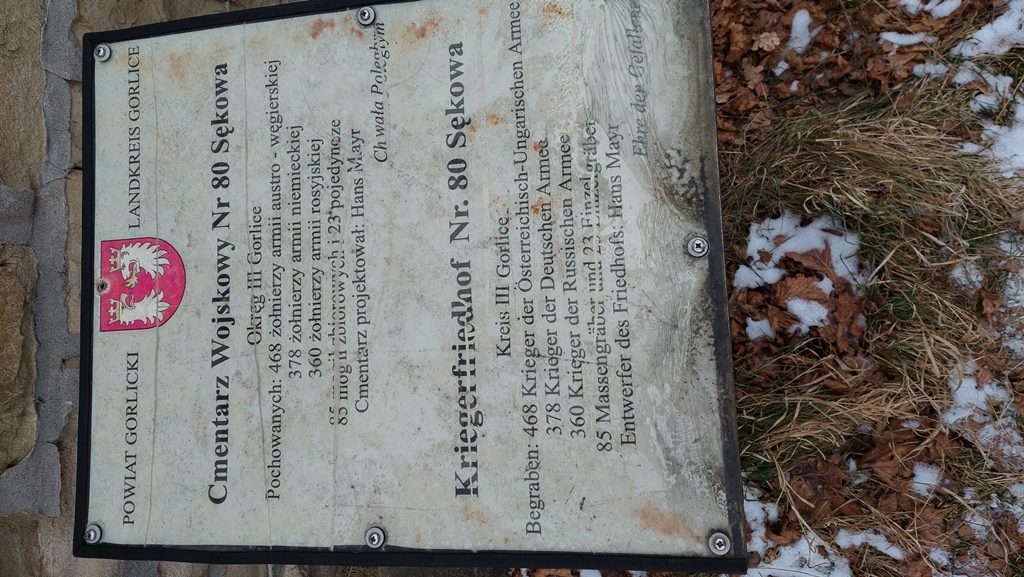 POWIAT GORLICKI LANDKREIS GORLICE
Cmentarz Wojskowy Nr 80 Sękowa
Okręg III Gorlice
Pochowanych: 468 żołnierzy armii austro - węgierskiej
378 żołnierzy armii niemieckiej
360 żołnierzy armii rosyjskiej
85 mogił zbiorowych i 23 pojedyncze
Cmentarz projektował: Hans Mayr
Chwała Poległym
Kriegerfriedhof Nr. 80 Sękowa
Kreis III Gorlice
Begraben: 468 Krieger der Österreichisch-Ungarischen Armee
378 Krieger der Deutschen Armee
360 Krieger der Russischen Armee
85 Massengräber und 23 Einzelgräber
Entwerfer des Friedhofs: Hans Mayr
Ehre der Gefallenen